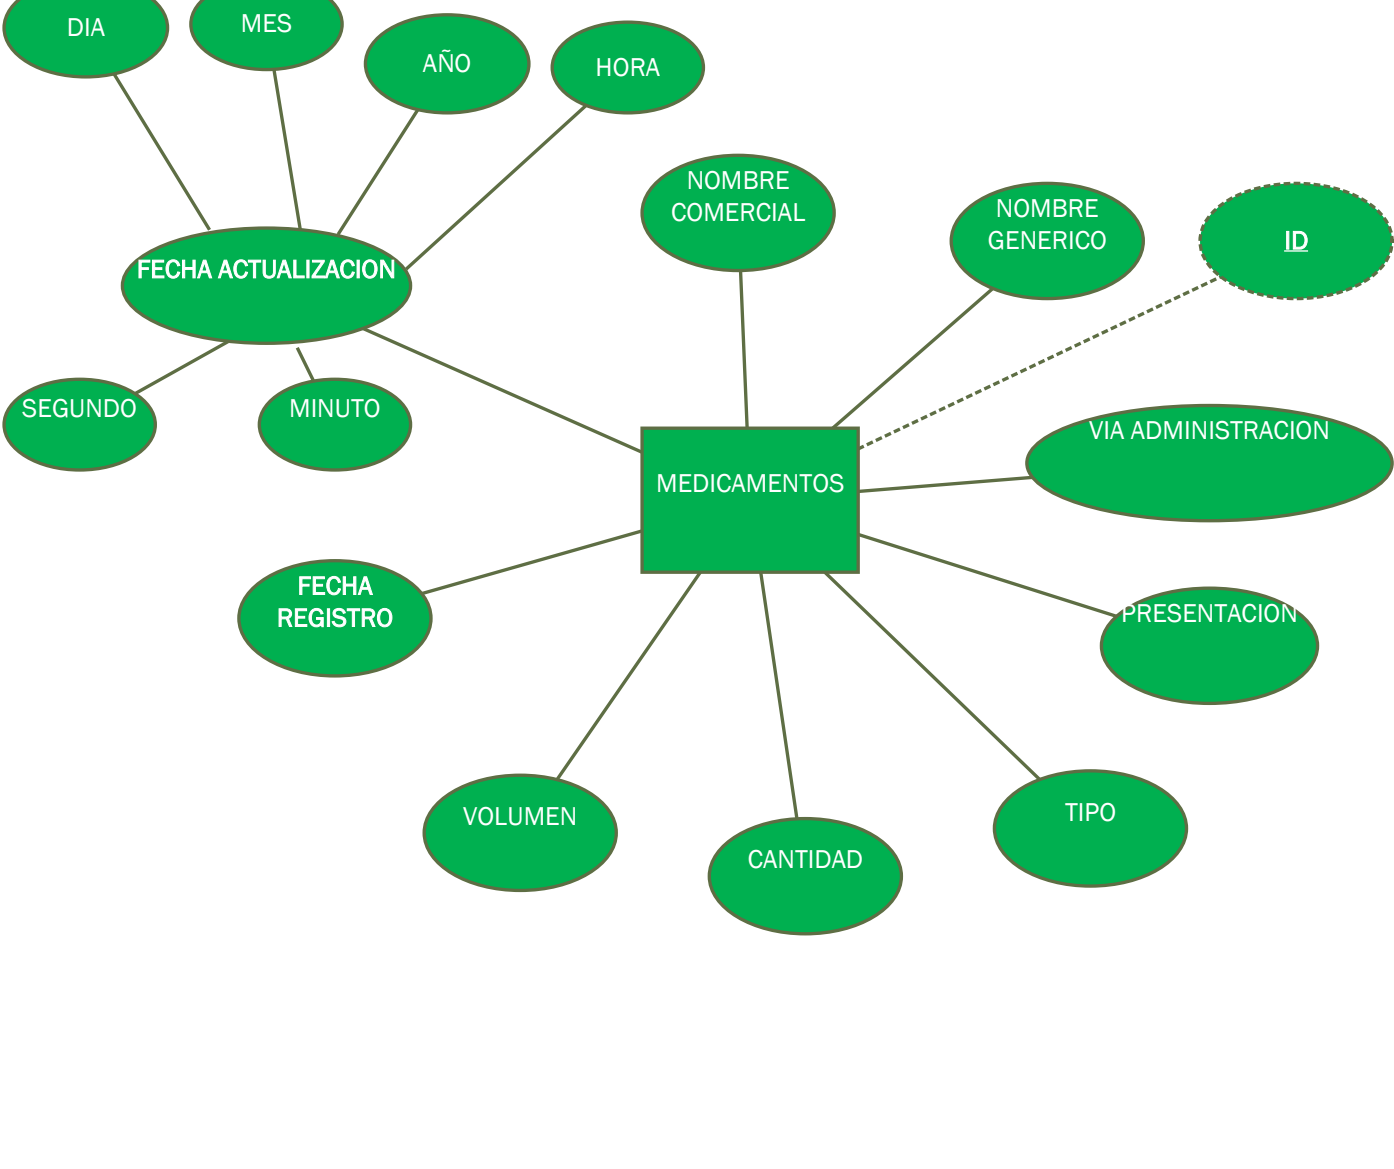 DIA
MES
AÑO
HORA
NOMBRE
COMERCIAL
NOMBRE
GENERICO
ID
FECHA ACTUALIZACION
SEGUNDO
MINUTO
VIA ADMINISTRACION
MEDICAMENTOS
FECHA
REGISTRO
PRESENTACION
VOLUMEN
CANTIDAD
TIPO